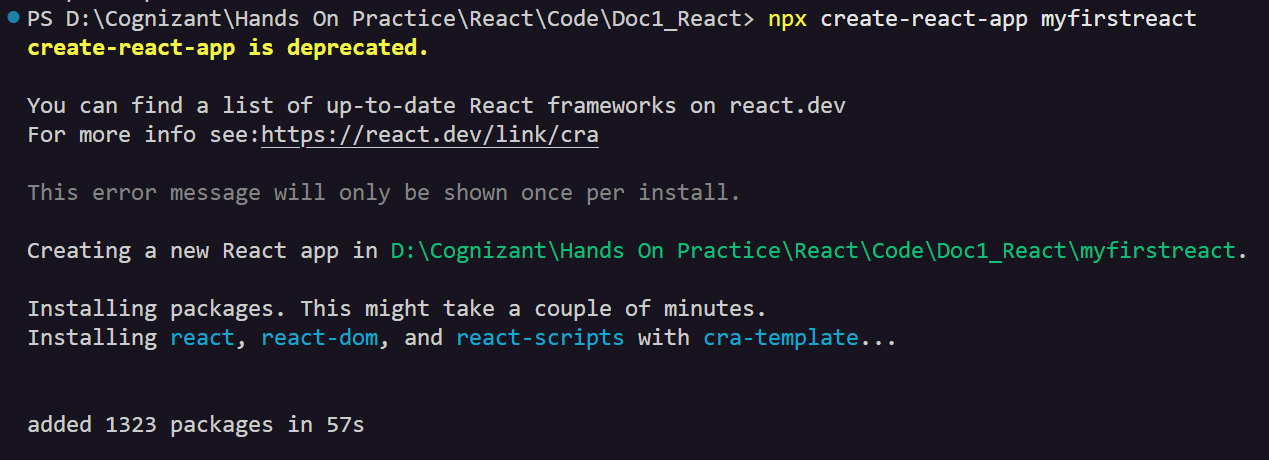 PS D:\Cognizant\Hands On Practice\React\Code\Doc1_React> npx create-react-app myfirstreact
create-react-app is deprecated.
You can find a list of up-to-date React frameworks on react.dev
For more info see:https://react.dev/link/cra
This error message will only be shown once per install.
Creating a new React app in D:\Cognizant\Hands On Practice\React\Code\Doc1_React\myfirstreact.
Installing packages. This might take a couple of minutes.
Installing react, react-dom, and react-scripts with cra-template...
added 1323 packages in 57s